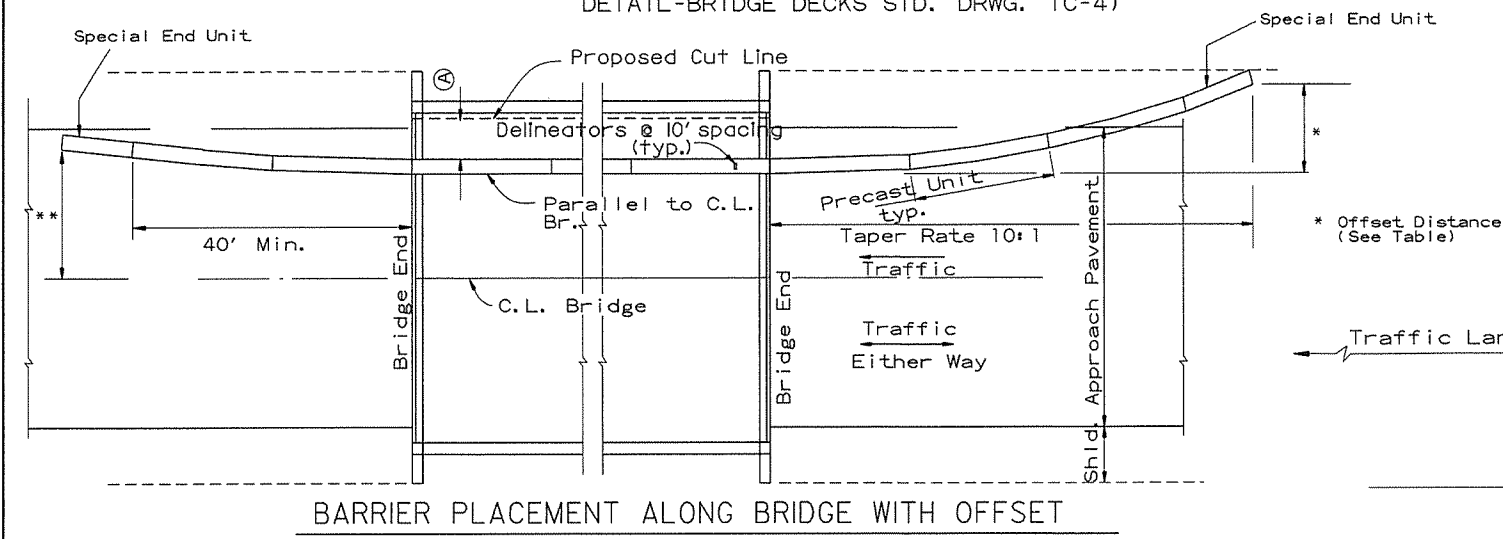 DETAIL-BRIDGE DECKS STD. DRWG. TC-4)
Special End Unit
Special End Unit
A
Proposed Cut Line
Delineators @ 10' spacing
(typ.)
*
**
40' Min.
Parallel to C.L.
Br.
Precast Unit
typ.
Taper Rate 10:1
* Offset Distance
(See Table)
Traffic
C.L. Bridge
Bridge End
Bridge End
Traffic
Either Way
Approach Pavement
Shld.
Traffic Lan
BARRIER PLACEMENT ALONG BRIDGE WITH OFFSET